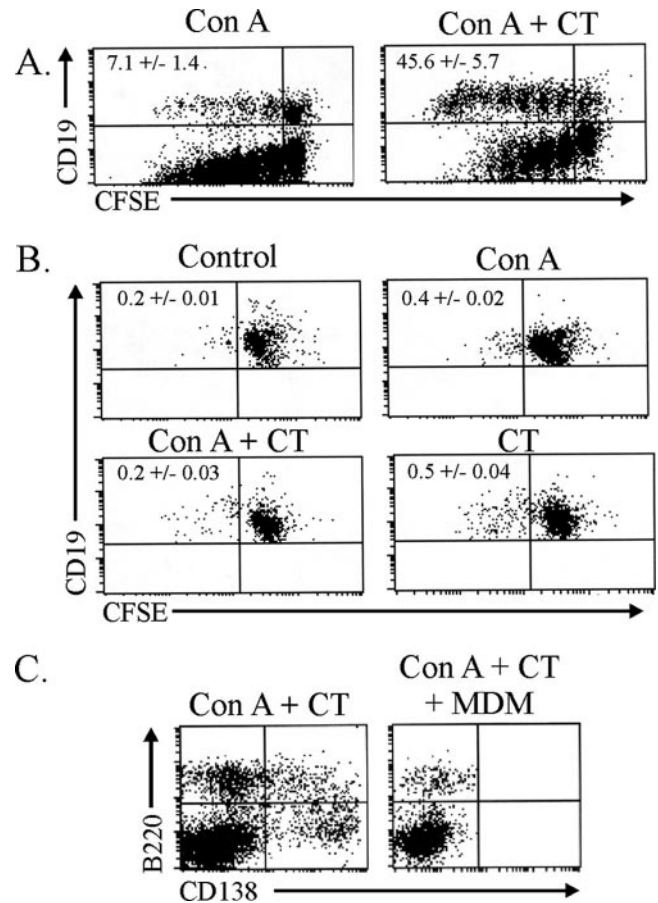 Con A
Con A + CT
A.
7.1 +/- 1.4
45.6 +/- 5.7
CD19
CFSE
B.
Control
Con A
0.2 +/- 0.01
0.4 +/- 0.02
Con A + CT
CT
0.2 +/- 0.03
0.5 +/- 0.04
CD19
CFSE
C.
Con A + CT
Con A + CT
+ MDM
B220
CD138